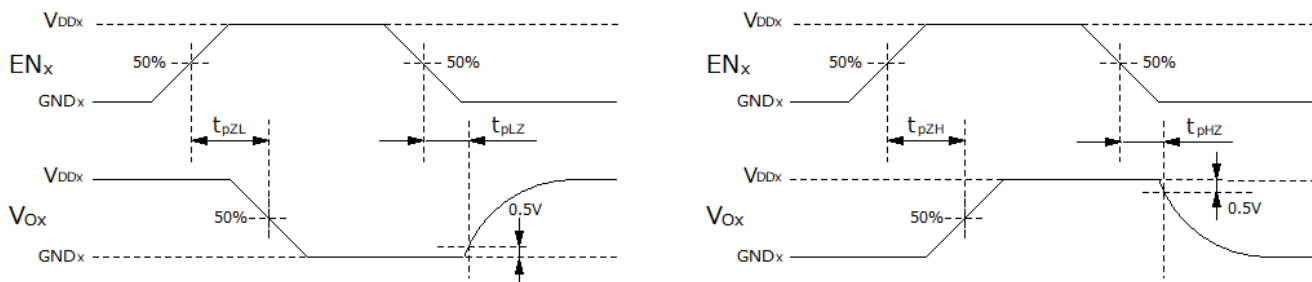 VDDx
ENx
50%
50%
GNDx
tpZL
tpLZ
VDDx
VOx
50%
0.5V
GNDx
VDDx
ENx
50%
50%
GNDx
tpZH
tpHZ
VDDx
VOx
50%
0.5V
GNDx